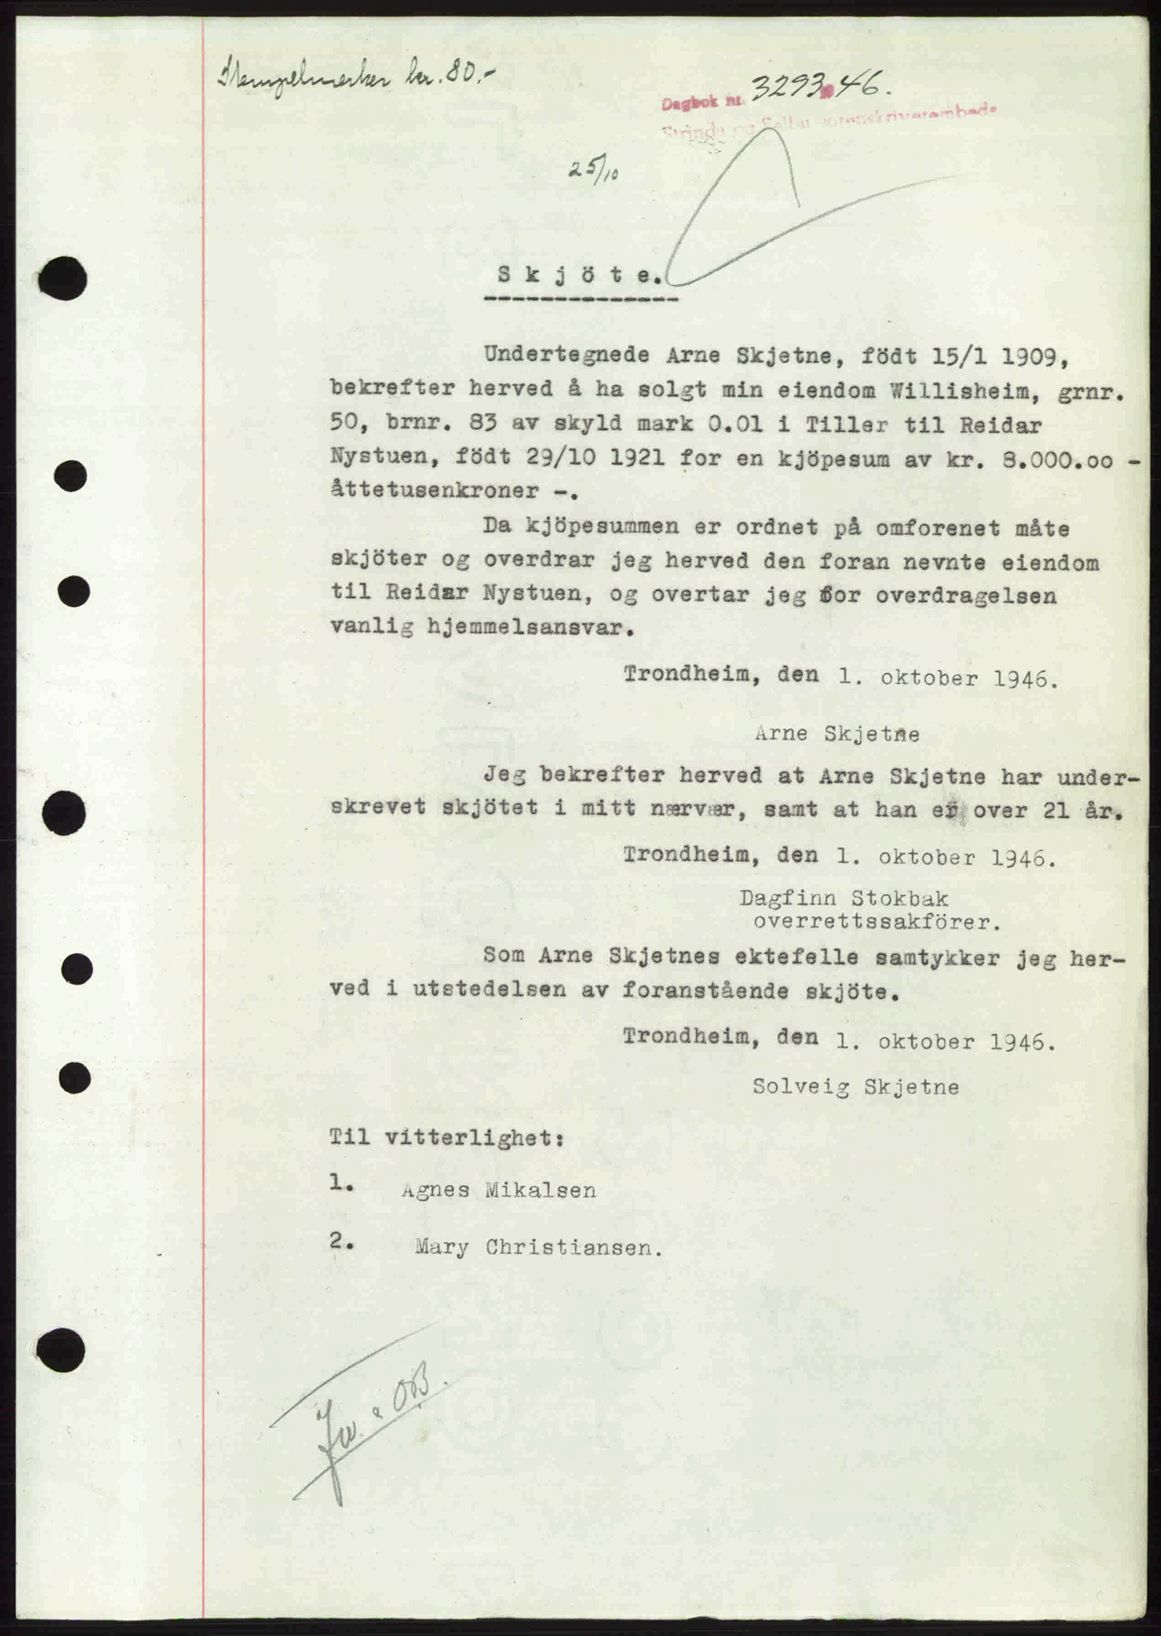 Stempelmerker kr. 80.-
Dagbok nr. 3293 46.
Strinda og Selbu sorenskriverembede
25/10
Skjöte.
Undertegnede Arne Skjetne, födt 15/1 1909,
bekrefter herved å ha solgt min eiendom Willisheim, grnr.
50, brnr. 83 av skyld mark 0.01 i Tiller til Reidar
Nystuen, födt 29/10 1921 for en kjöpesum av kr. 8.000.oo -
åttetusenkroner -.
Da kjöpesummen er ordnet på omforenet måte
skjöter og overdrar jeg herved den foran nevnte eiendom
til Reidar Nystuen, og overtar jeg for overdragelsen
vanlig hjemmelsansvar.
Trondheim, den 1. oktober 1946.
Arne Skjetne
Jeg bekrefter herved at Arne Skjetne har under-
skrevet skjötet i mitt nærvær, samt at han er over 21 år.
Trondheim, den 1. oktober 1946.
Dagfinn Stokbak
overrettssakförer.
Som Arne Skjetnes ektefelle samtykker jeg her-
ved i utstedelsen av foranstående skjöte.
Trondheim, den 1. oktober 1946.
Solveig Skjetne
Til vitterlighet:
1. Agnes Mikalsen
2. Mary Christiansen.